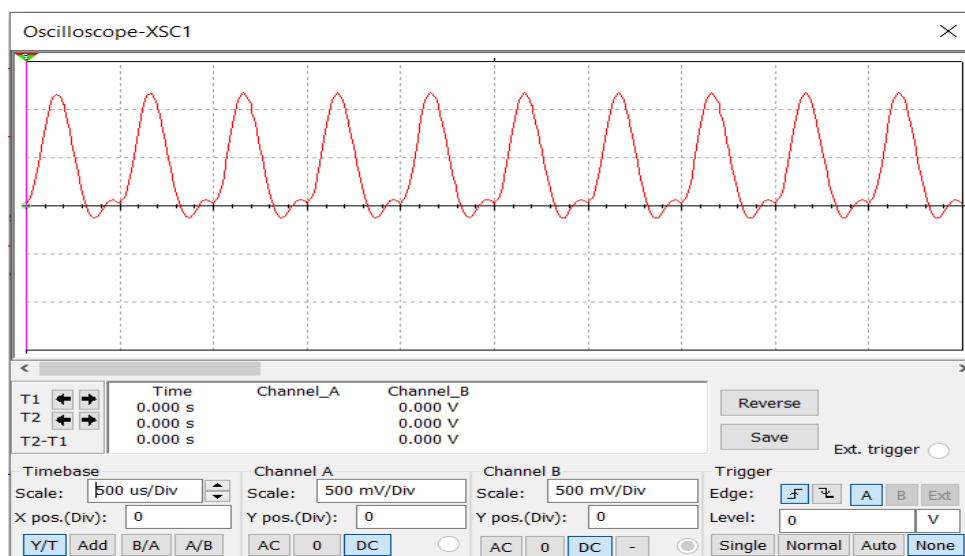 Oscilloscope-XSC1
Time Channel_A Channel_B
T1 0.000 s 0.000 V
T2 0.000 s 0.000 V
T2-T1 0.000 s 0.000 V
Reverse
Save
Ext. trigger
Timebase Channel A Channel B Trigger
Scale: 500 us/Div Scale: 500 mV/Div Scale: 500 mV/Div Edge: A B Ext
X pos.(Div): 0 Y pos.(Div): 0 Y pos.(Div): 0 Level: 0 V
Y/T Add B/A A/B AC 0 DC AC 0 DC - Single Normal Auto None